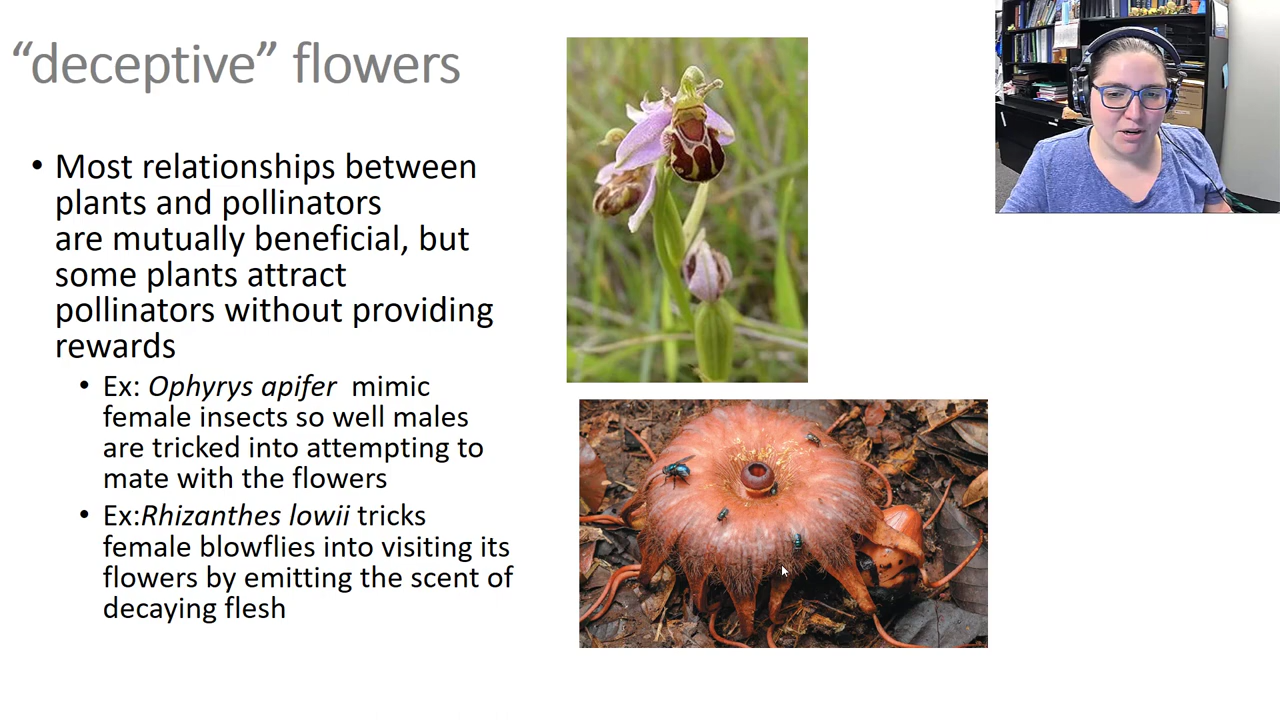 “deceptive” flowers
• Most relationships between
plants and pollinators
are mutually beneficial, but
some plants attract
pollinators without providing
rewards
• Ex: Ophyrys apifer mimic
female insects so well males
are tricked into attempting to
mate with the flowers
• Ex:Rhizanthes lowii tricks
female blowflies into visiting its
flowers by emitting the scent of
decaying flesh